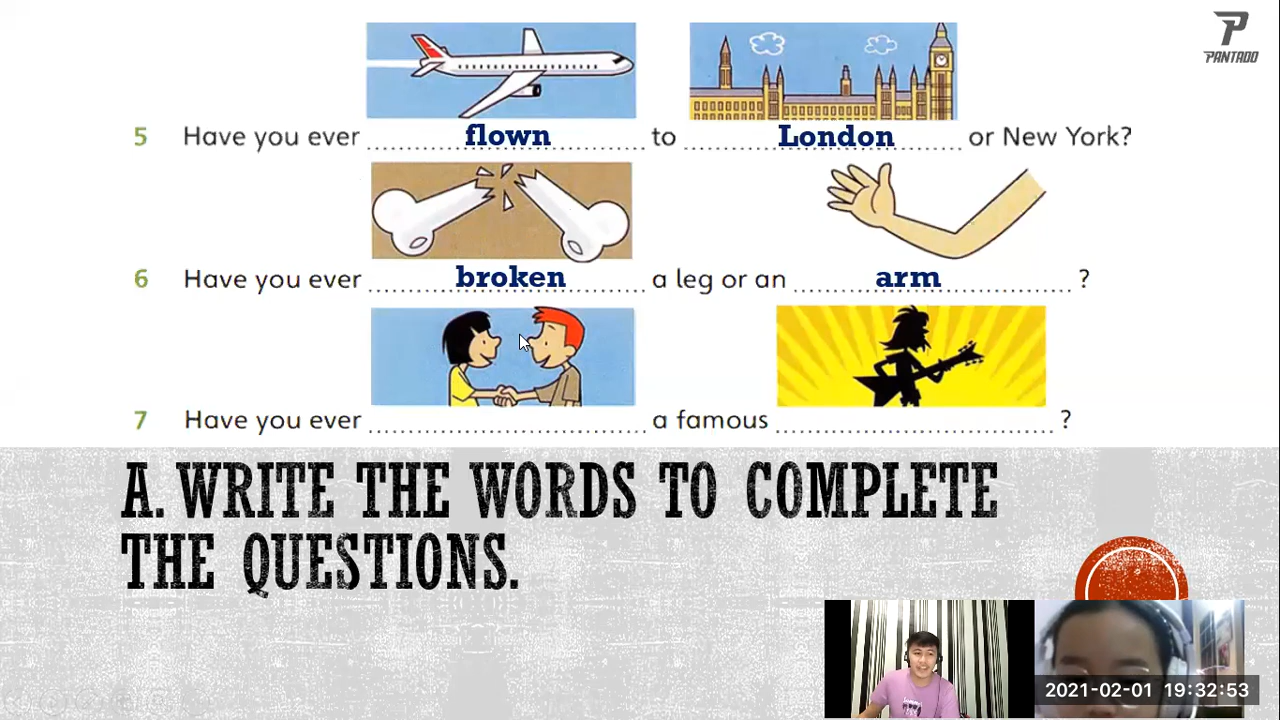 PANTADO
5 Have you ever flown to London or New York?
6 Have you ever broken a leg or an arm ?
7 Have you ever ........................................ a famous ........................................ ?
A. WRITE THE WORDS TO COMPLETE
THE QUESTIONS.
2021-02-01 19:32:53